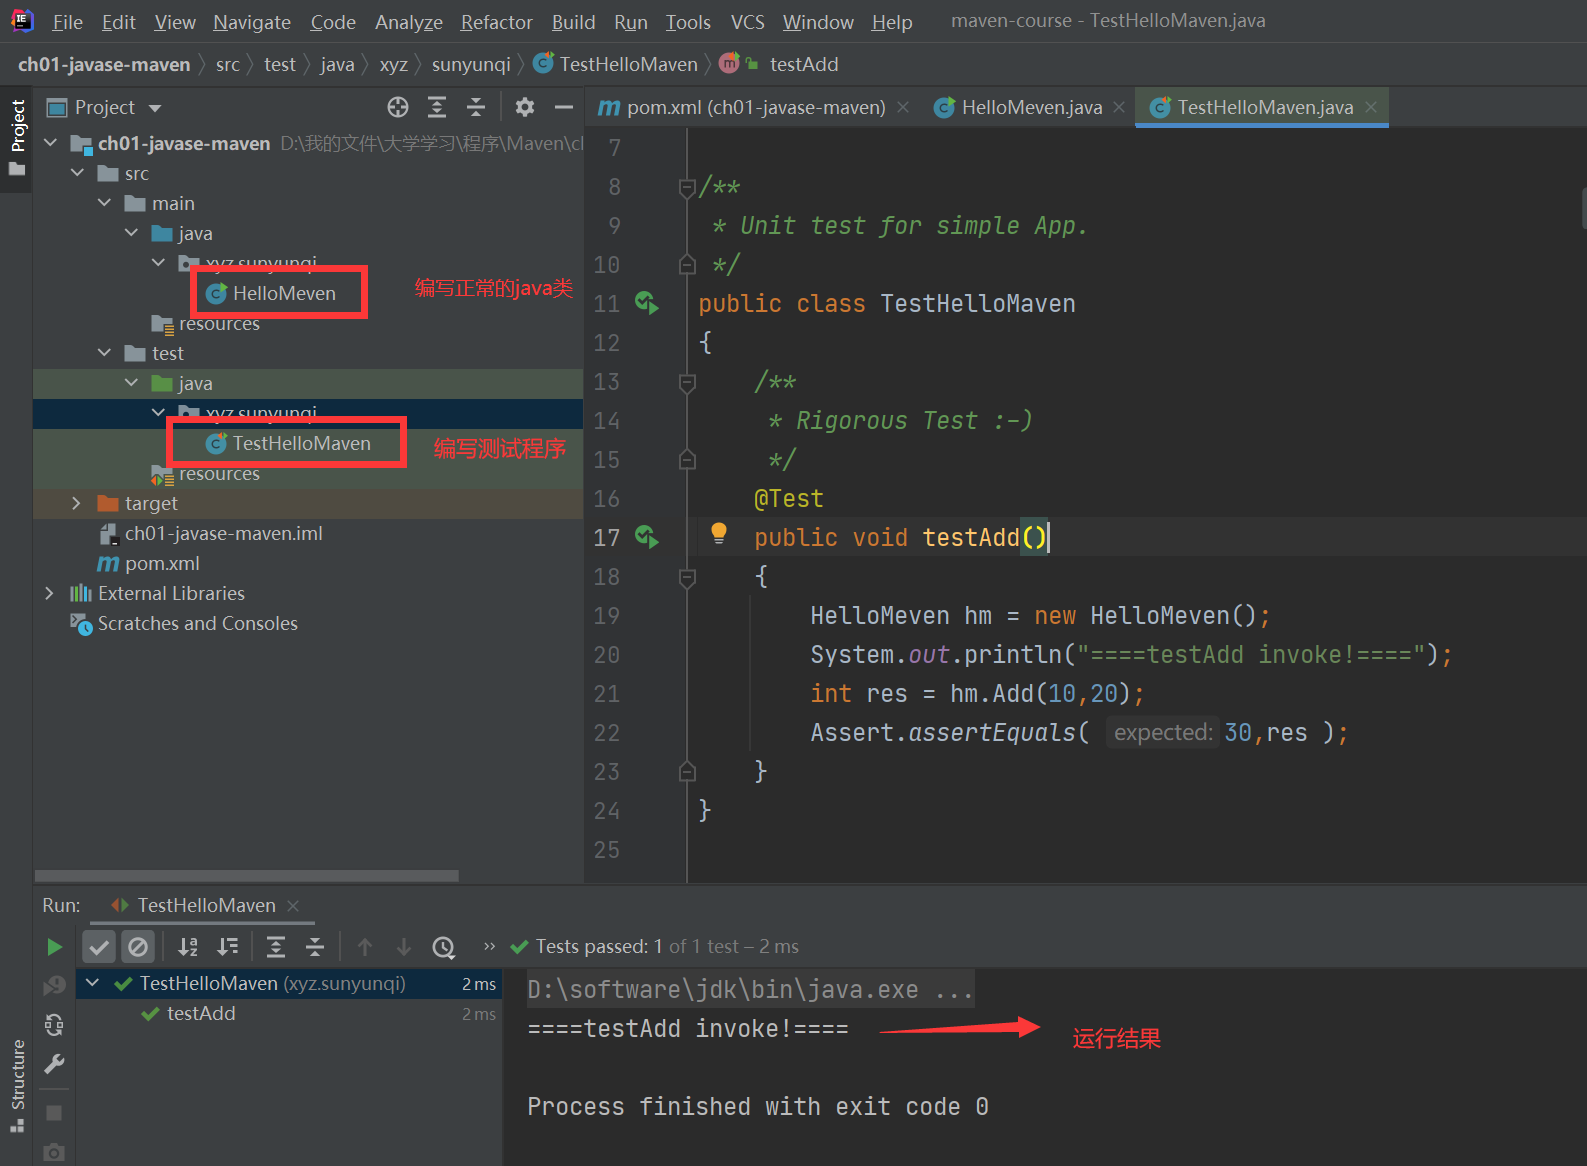 File Edit View Navigate Code Analyze Refactor Build Run Tools VCS Window Help maven-course - TestHelloMaven.java
ch01-javase-maven src test java xyz sunyunqi TestHelloMaven testAdd
Project
Project
pom.xml (ch01-javase-maven) HelloMeven.java TestHelloMaven.java
ch01-javase-maven D:\我的文件\大学学习\程序\Maven\cl
src
main
java
xyz.sunyunqi
HelloMeven
编写正常的java类
resources
test
java
xyz.sunyunqi
TestHelloMaven
编写测试程序
resources
target
ch01-javase-maven.iml
pom.xml
External Libraries
Scratches and Consoles
7
8 /**
9 * Unit test for simple App.
10 */
11 public class TestHelloMaven
12 {
13 /**
14 * Rigorous Test :-)
15 */
16 @Test
17 public void testAdd()
18 {
19 HelloMeven hm = new HelloMeven();
20 System.out.println("====testAdd invoke!====");
21 int res = hm.Add(10,20);
22 Assert.assertEquals( expected: 30,res );
23 }
24 }
25
Run: TestHelloMaven
Tests passed: 1 of 1 test – 2 ms
TestHelloMaven (xyz.sunyunqi) 2 ms
testAdd 2 ms
D:\software\jdk\bin\java.exe ...
====testAdd invoke!====
运行结果
Process finished with exit code 0
Structure